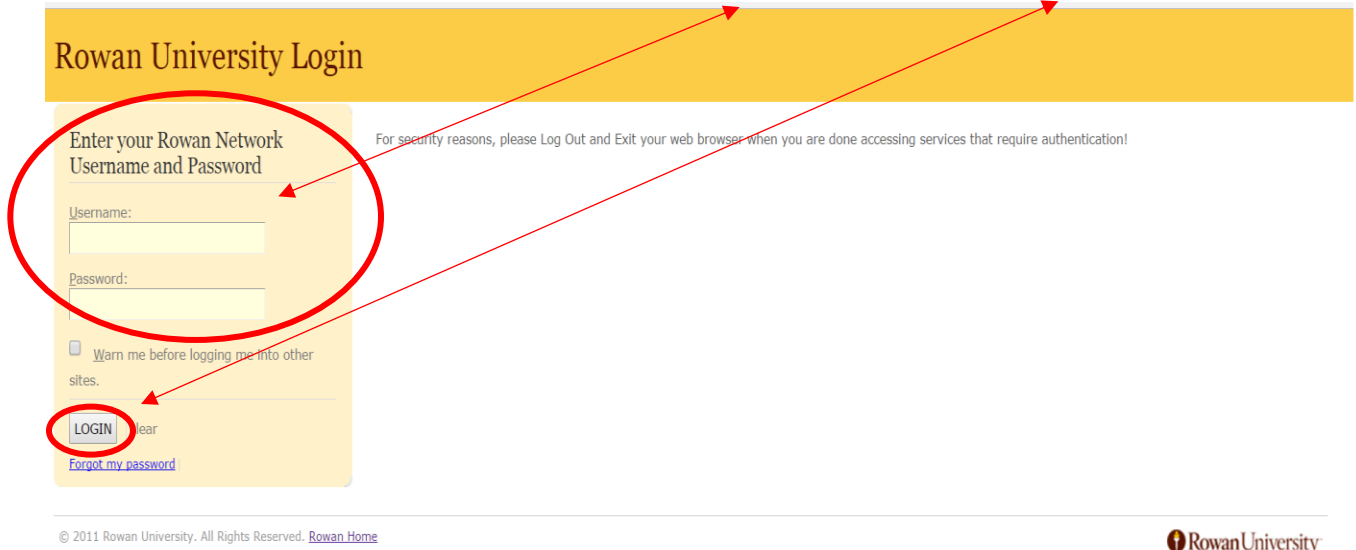 Rowan University Login
Enter your Rowan Network
Username and Password
For security reasons, please Log Out and Exit your web browser when you are done accessing services that require authentication!
Username:
Password:
Warn me before logging me into other
sites.
LOGIN
Forgot my password
© 2011 Rowan University. All Rights Reserved. Rowan Home
Rowan University